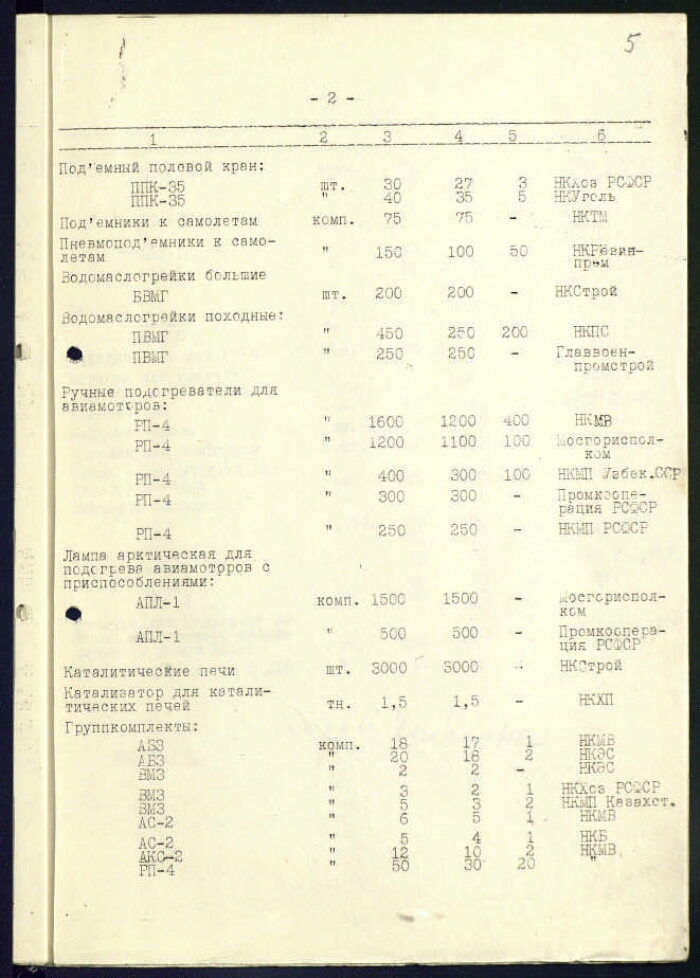 5
- 2 -
1 2 3 4 5 6
Под'емный половой кран:
ППК-35 шт. 30 27 3 НКХоз РСФСР
ППК-35 " 40 35 5 НКУголь
Под'емники к самолетам комп. 75 75 - НКТМ
Пневмопод'емники к само-
летам " 150 100 50 НКРезин-
пром
Водомаслогрейки большие
БВМГ шт. 200 200 - НКСтрой
Водомаслогрейки походные:
ПВМГ " 450 250 200 НКПС
ПВМГ " 250 250 - Главвоен-
промстрой
Ручные подогреватели для
авиамоторов:
РП-4 " 1600 1200 400 НКМВ
РП-4 " 1200 1100 100 Мосгориспол-
ком
РП-4 " 400 300 100 НКМП Узбек.ССР
РП-4 " 300 300 - Промкоопе-
рация РСФСР
РП-4 " 250 250 - НКМП РСФСР
Лампа арктическая для
подогрева авиамоторов с
приспособлениями:
АПЛ-1 комп. 1500 1500 - Мосгориспол-
ком
АПЛ-1 " 500 500 - Промкоопера-
ция РСФСР
Каталитические печи шт. 3000 3000 - НКСтрой
Катализатор для катали-
тических печей тн. 1,5 1,5 - НКХП
Группкомплекты:
АБЗ комп. 18 17 1 НКМВ
АБЗ " 20 18 2 НКЭС
ВМЗ " 2 2 - НКЭС
ВМЗ " 3 2 1 НКХоз РСФСР
ВМЗ " 5 3 2 НКМП Казахст.
АС-2 " 6 5 1 НКМВ
АС-2 " 5 4 1 НКБ
АКС-2 " 12 10 2 НКМВ
РП-4 " 50 30 20 "